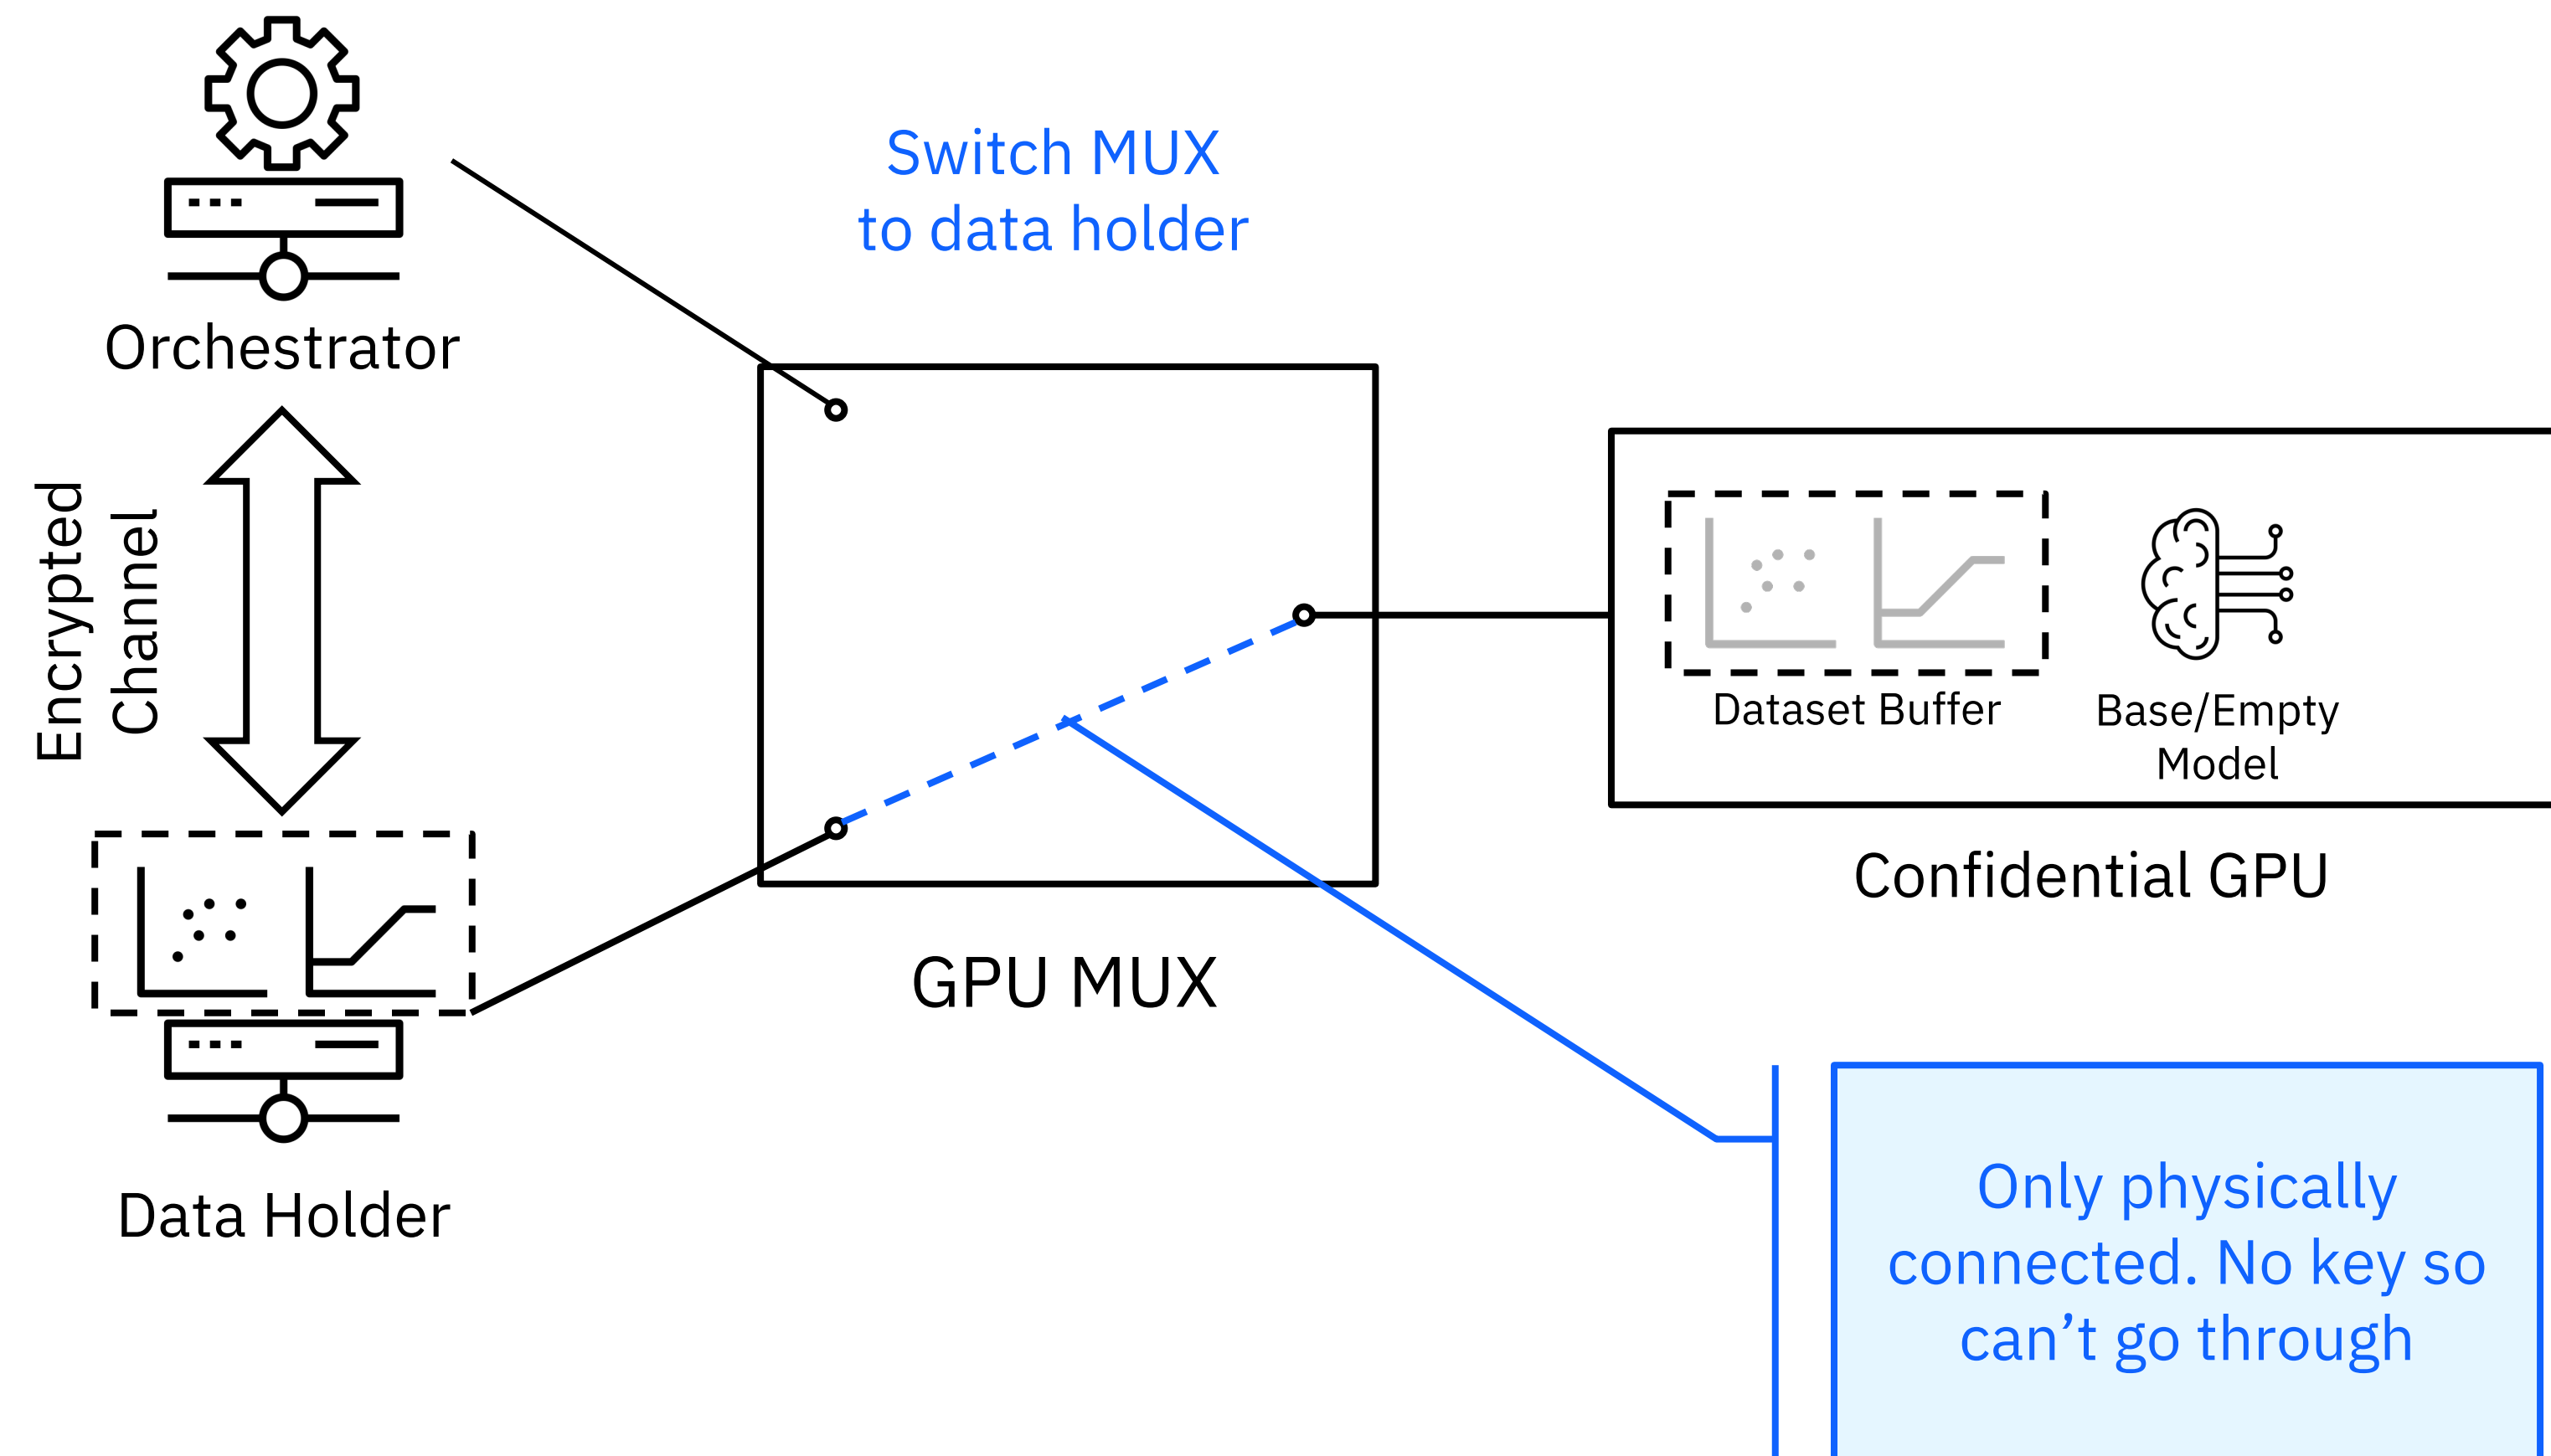 Switch MUX
to data holder
Orchestrator
Encrypted
Channel
Dataset Buffer
Base/Empty
Model
Confidential GPU
GPU MUX
Data Holder
Only physically
connected. No key so
can’t go through